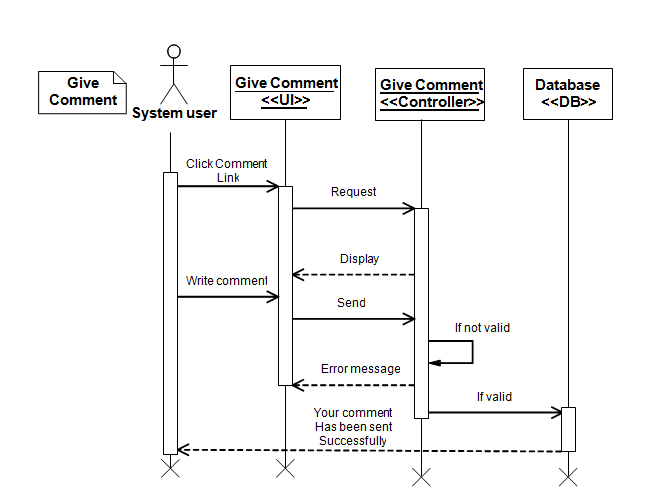 Give
Comment
System user
Give Comment
<<UI>>
Give Comment
<<Controller>>
Database
<<DB>>
Click Comment
Link
Request
Display
Write comment
Send
If not valid
Error message
If valid
Your comment
Has been sent
Successfully